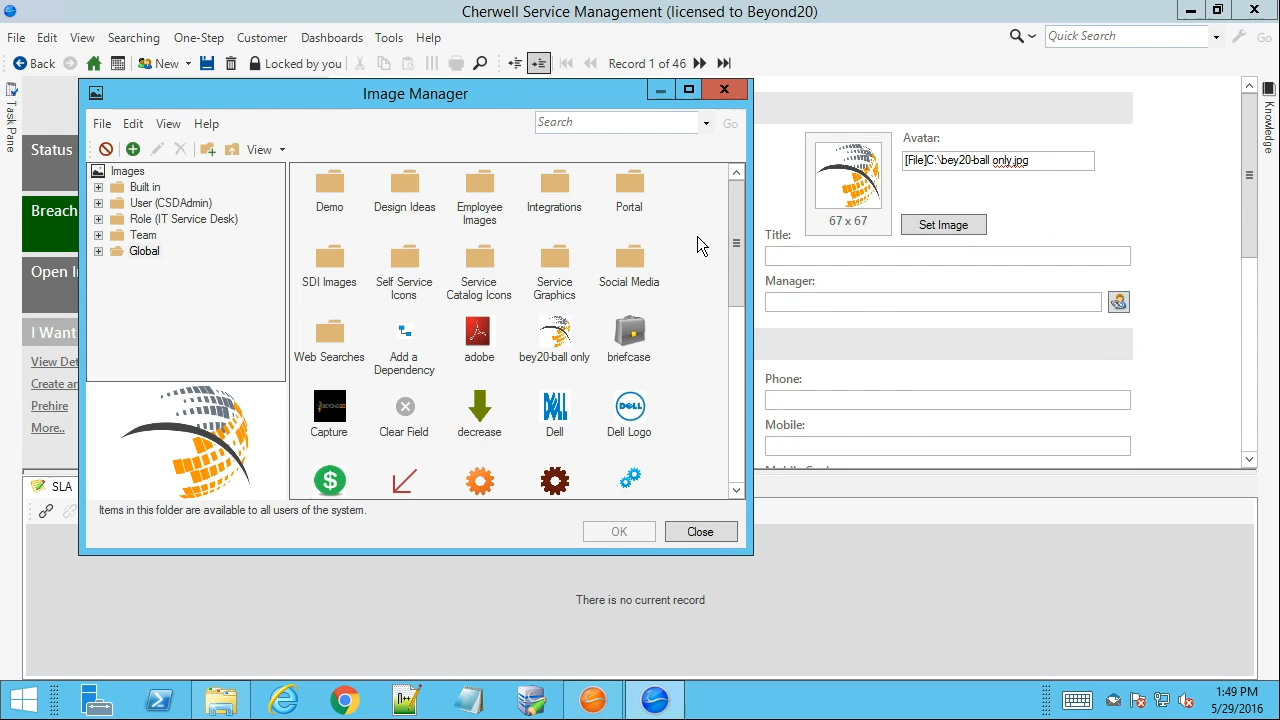 Cherwell Service Management (licensed to Beyond20)
File Edit View Searching One-Step Customer Dashboards Tools Help
Quick Search
Go
Back
New
Locked by you
Record 1 of 46
Task Pane
Knowledge
Status
Breach
Open I
I Want
View Det
Create an
Prehire
More..
SLA
Image Manager
File Edit View Help
Search
Go
View
Images
Built in
User (CSDAdmin)
Role (IT Service Desk)
Team
Global
Demo
Design Ideas
Employee
Images
Integrations
Portal
SDI Images
Self Service
Icons
Service
Catalog Icons
Service
Graphics
Social Media
Web Searches
Add a
Dependency
adobe
bey20-ball only
briefcase
Capture
Clear Field
decrease
Dell
Dell Logo
DELL
Items in this folder are available to all users of the system.
OK
Close
Avatar:
[File]C:\bey20-ball only.jpg
67 x 67
Set Image
Title:
Manager:
Phone:
Mobile:
There is no current record
1:49 PM
5/29/2016